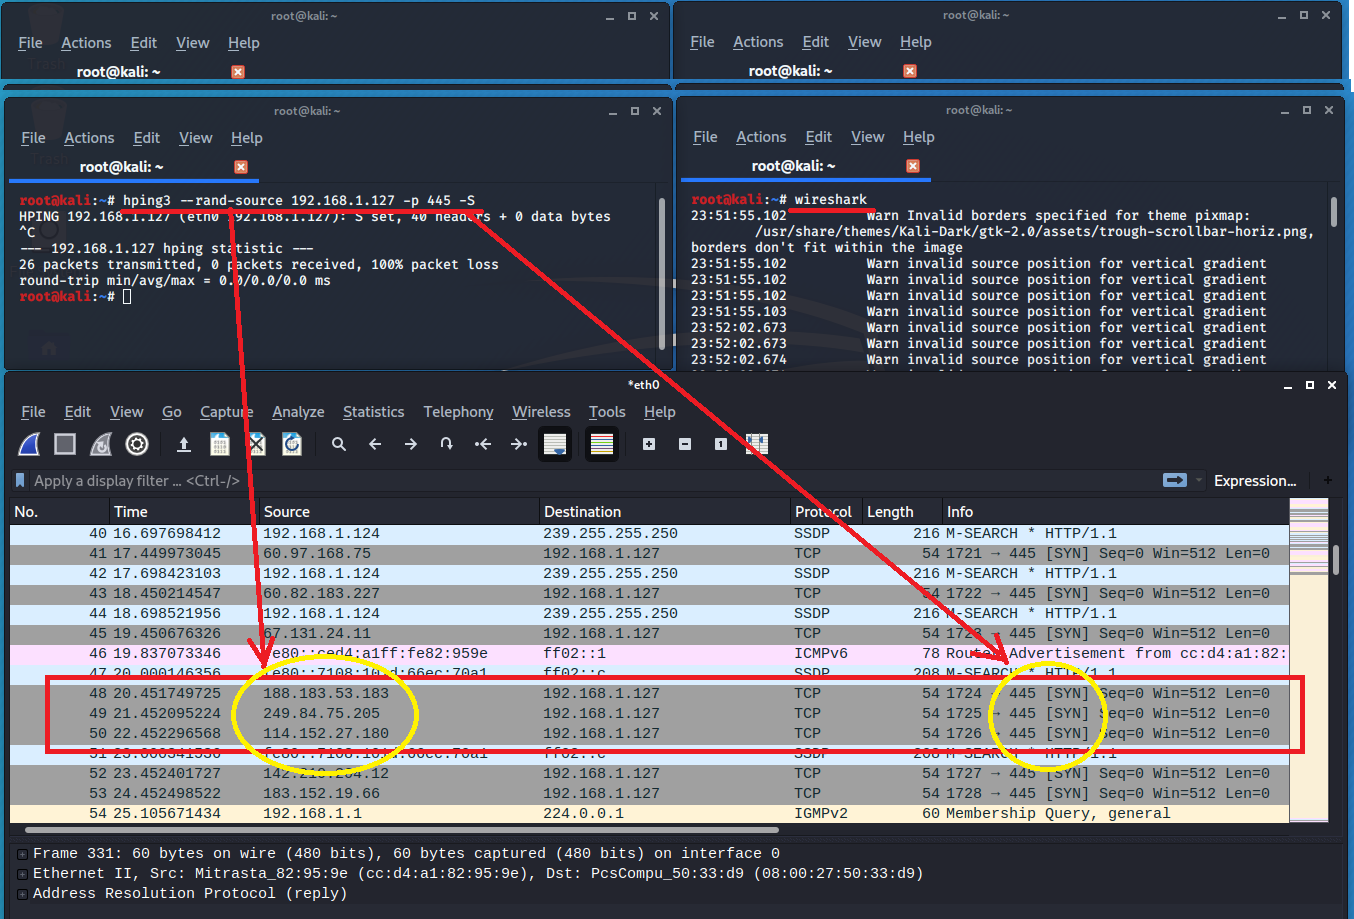 root@kali: ~
File Actions Edit View Help
root@kali: ~
root@kali: ~
File Actions Edit View Help
root@kali: ~
root@kali: ~
File Actions Edit View Help
root@kali: ~
root@kali:~# hping3 --rand-source 192.168.1.127 -p 445 -S
HPING 192.168.1.127 (eth0 192.168.1.127): S set, 40 headers + 0 data bytes
^C
--- 192.168.1.127 hping statistic ---
26 packets transmitted, 0 packets received, 100% packet loss
round-trip min/avg/max = 0.0/0.0/0.0 ms
root@kali:~#
root@kali: ~
File Actions Edit View Help
root@kali: ~
root@kali:~# wireshark
23:51:55.102 Warn Invalid borders specified for theme pixmap:
/usr/share/themes/Kali-Dark/gtk-2.0/assets/trough-scrollbar-horiz.png,
borders don't fit within the image
23:51:55.102 Warn invalid source position for vertical gradient
23:51:55.102 Warn invalid source position for vertical gradient
23:51:55.102 Warn invalid source position for vertical gradient
23:51:55.103 Warn invalid source position for vertical gradient
23:52:02.673 Warn invalid source position for vertical gradient
23:52:02.673 Warn invalid source position for vertical gradient
23:52:02.674 Warn invalid source position for vertical gradient
*eth0
File Edit View Go Capture Analyze Statistics Telephony Wireless Tools Help
Apply a display filter ... <Ctrl-/> Expression... +
No. Time Source Destination Protocol Length Info
40 16.697698412 192.168.1.124 239.255.255.250 SSDP 216 M-SEARCH * HTTP/1.1
41 17.449973045 60.97.168.75 192.168.1.127 TCP 54 1721 → 445 [SYN] Seq=0 Win=512 Len=0
42 17.698423103 192.168.1.124 239.255.255.250 SSDP 216 M-SEARCH * HTTP/1.1
43 18.450214547 60.82.183.227 192.168.1.127 TCP 54 1722 → 445 [SYN] Seq=0 Win=512 Len=0
44 18.698521956 192.168.1.124 239.255.255.250 SSDP 216 M-SEARCH * HTTP/1.1
45 19.450676326 67.131.24.11 192.168.1.127 TCP 54 1723 → 445 [SYN] Seq=0 Win=512 Len=0
46 19.837073346 fe80::ced4:a1ff:fe82:959e ff02::1 ICMPv6 78 Router Advertisement from cc:d4:a1:82:
47 20.000146356 ff02::c SSDP 208 M-SEARCH * HTTP/1.1
48 20.451749725 188.183.53.183 192.168.1.127 TCP 54 1724 → 445 [SYN] Seq=0 Win=512 Len=0
49 21.452095224 249.84.75.205 192.168.1.127 TCP 54 1725 → 445 [SYN] Seq=0 Win=512 Len=0
50 22.452296568 114.152.27.180 192.168.1.127 TCP 54 1726 → 445 [SYN] Seq=0 Win=512 Len=0
51 ff02::c SSDP 208 M-SEARCH * HTTP/1.1
52 23.452401727 192.168.1.127 TCP 54 1727 → 445 [SYN] Seq=0 Win=512 Len=0
53 24.452498522 183.152.19.66 192.168.1.127 TCP 54 1728 → 445 [SYN] Seq=0 Win=512 Len=0
54 25.105671434 192.168.1.1 224.0.0.1 IGMPv2 60 Membership Query, general
Frame 331: 60 bytes on wire (480 bits), 60 bytes captured (480 bits) on interface 0
Ethernet II, Src: Mitrasta_82:95:9e (cc:d4:a1:82:95:9e), Dst: PcsCompu_50:33:d9 (08:00:27:50:33:d9)
Address Resolution Protocol (reply)